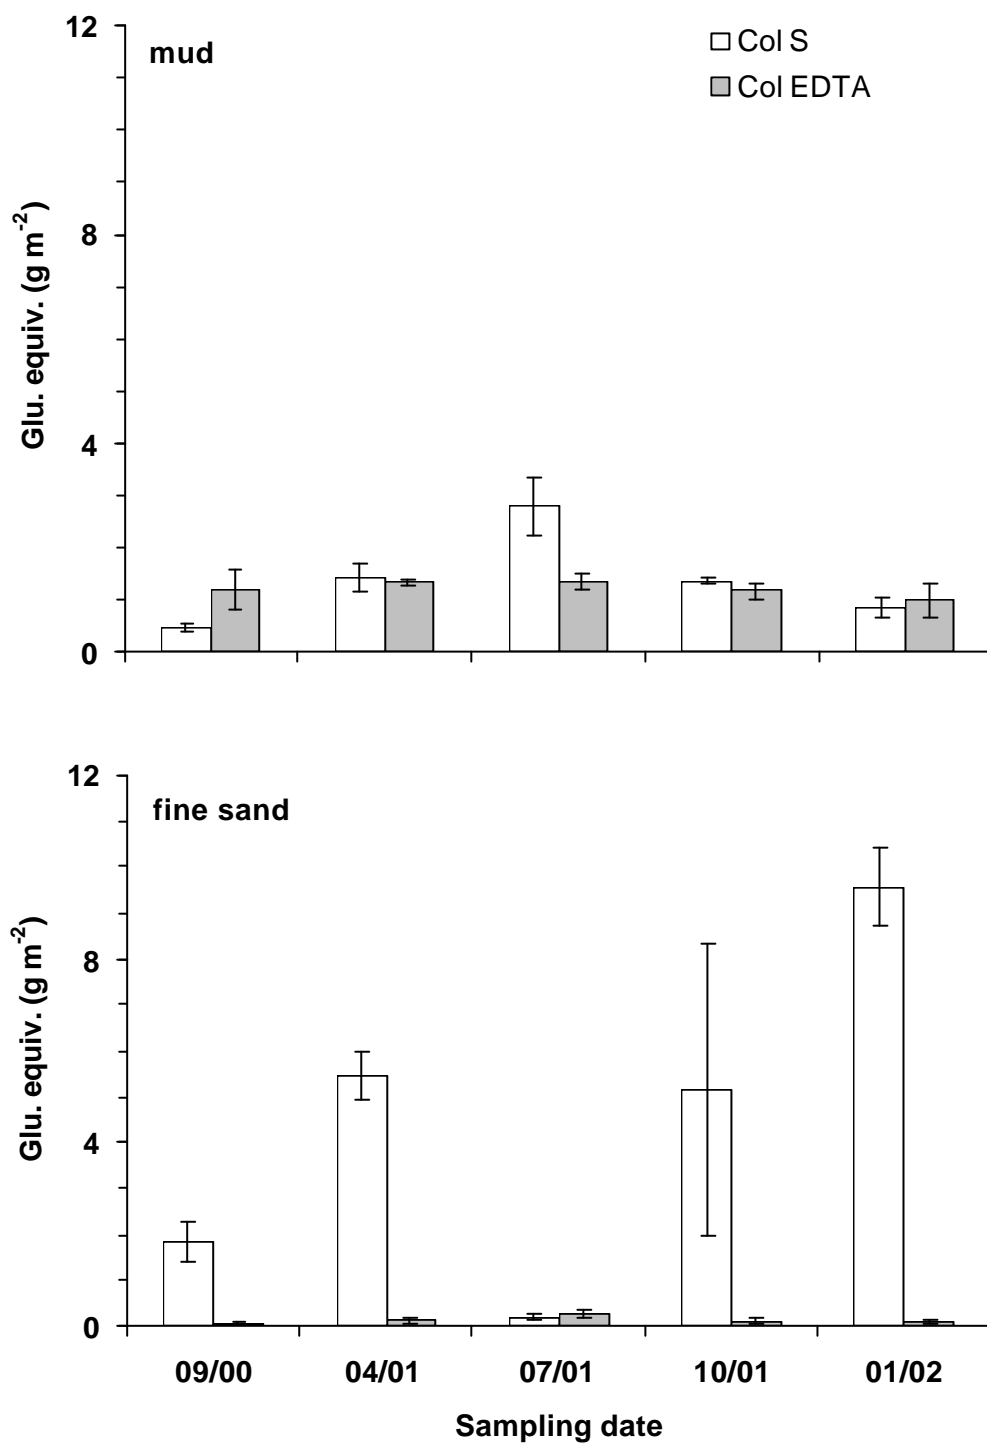 12
mud
Col S
Col EDTA
8
4
0
Glu. equiv. (g m⁻²)
12
fine sand
8
4
0
Glu. equiv. (g m⁻²)
09/00 04/01 07/01 10/01 01/02
Sampling date